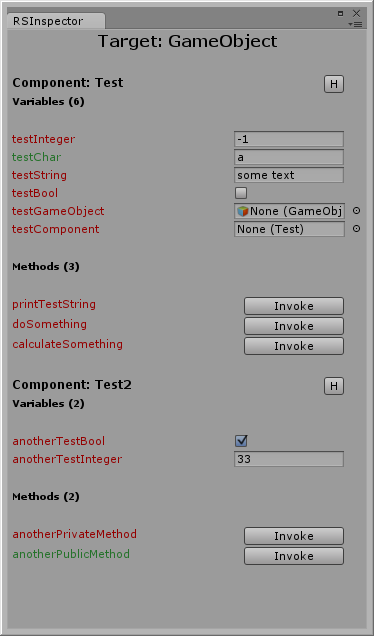 RSInspector
Target: GameObject
Component: Test H
Variables (6)
testInteger -1
testChar a
testString some text
testBool
testGameObject None (GameObj
testComponent None (Test)
Methods (3)
printTestString Invoke
doSomething Invoke
calculateSomething Invoke
Component: Test2 H
Variables (2)
anotherTestBool
anotherTestInteger 33
Methods (2)
anotherPrivateMethod Invoke
anotherPublicMethod Invoke